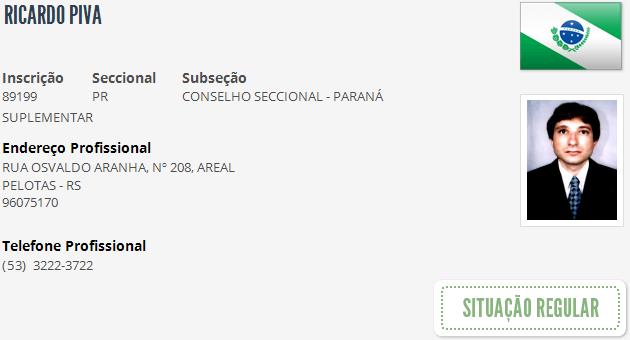 RICARDO PIVA
Inscrição Seccional Subseção
89199 PR CONSELHO SECCIONAL - PARANÁ
SUPLEMENTAR
Endereço Profissional
RUA OSVALDO ARANHA, Nº 208, AREAL
PELOTAS - RS
96075170
Telefone Profissional
(53) 3222-3722
SITUAÇÃO REGULAR